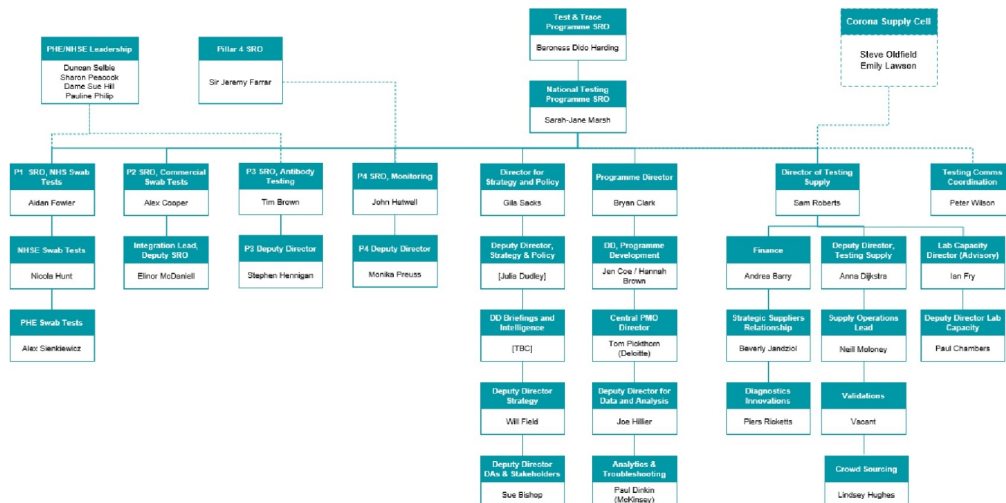 Test & Trace
Programme SRO
Baroness Dido Harding
Corona Supply Cell
Steve Oldfield
Emily Lawson
PHE/NHSE Leadership
Duncan Selbie
Sharon Peacock
Dame Sue Hill
Pauline Philip
Pillar 4 SRO
Sir Jeremy Farrar
National Testing
Programme SRO
Sarah-Jane Marsh
P1 SRO, NHS Swab
Tests
Aidan Fowler
P2 SRO, Commercial
Swab Tests
Alex Cooper
P3 SRO, Antibody
Testing
Tim Brown
P4 SRO, Monitoring
John Hatwell
Director for
Strategy and Policy
Gila Sacks
Programme Director
Bryan Clark
Director of Testing
Supply
Sam Roberts
Testing Comms
Coordination
Peter Wilson
NHSE Swab Tests
Nicola Hunt
Integration Lead,
Deputy SRO
Elinor McDaniell
P3 Deputy Director
Stephen Hennigan
P4 Deputy Director
Monika Preuss
Deputy Director,
Strategy & Policy
[Julia Dudley]
DD, Programme
Development
Jen Coe / Hannah
Brown
Finance
Andrea Barry
Deputy Director,
Testing Supply
Anna Dijkstra
Lab Capacity
Director (Advisory)
Ian Fry
PHE Swab Tests
Alex Sienkiewicz
DD Briefings and
Intelligence
[TBC]
Central PMO
Director
Tom Pickthorn
(Deloitte)
Strategic Suppliers
Relationship
Beverly Jandziol
Supply Operations
Lead
Neill Moloney
Deputy Director Lab
Capacity
Paul Chambers
Deputy Director
Strategy
Will Field
Deputy Director for
Data and Analysis
Joe Hillier
Diagnostics
Innovations
Piers Ricketts
Validations
Vacant
Deputy Director
DAs & Stakeholders
Sue Bishop
Analytics &
Troubleshooting
Paul Dinkin
(McKinsey)
Crowd Sourcing
Lindsey Hughes